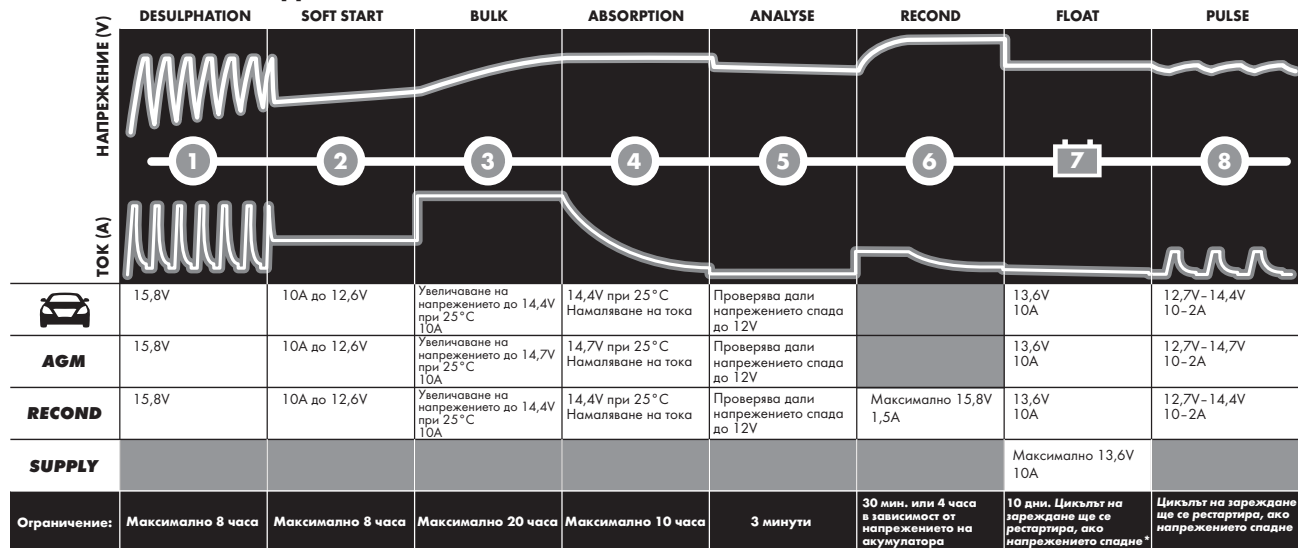 DESULPHATION SOFT START BULK ABSORPTION ANALYSE RECOND FLOAT PULSE
НАПРЕЖЕНИЕ (V)
1 2 3 4 5 6 7 8
ТОК (A)
15,8V
10A до 12,6V
Увеличаване на
напрежението до 14,4V
при 25°C
10A
14,4V при 25°C
Намаляване на тока
Проверява дали
напрежението спада
до 12V
13,6V
10A
12,7V–14,4V
10–2A
AGM
15,8V
10A до 12,6V
Увеличаване на
напрежението до 14,7V
при 25°C
10A
14,7V при 25°C
Намаляване на тока
Проверява дали
напрежението спада
до 12V
13,6V
10A
12,7V–14,7V
10–2A
RECOND
15,8V
10A до 12,6V
Увеличаване на
напрежението до 14,4V
при 25°C
10A
14,4V при 25°C
Намаляване на тока
Проверява дали
напрежението спада
до 12V
Максимално 15,8V
1,5A
13,6V
10A
12,7V–14,4V
10–2A
SUPPLY
Максимално 13,6V
10A
Ограничение:
Максимално 8 часа
Максимално 8 часа
Максимално 20 часа
Максимално 10 часа
3 минути
30 мин. или 4 часа
в зависимост от
напрежението на
акумулатора
10 дни. Цикълът на
зареждане ще се
рестартира, ако
напрежението спадне*
Цикълът на зареждане
ще се рестартира, ако
напрежението спадне